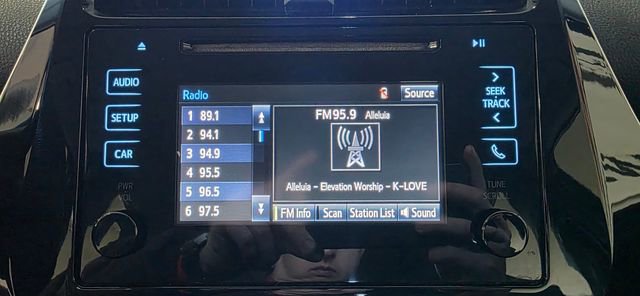 AUDIO
SETUP
CAR
PWR
VOL
Radio
Source
1 89.1
2 94.1
3 94.9
4 95.5
5 96.5
6 97.5
FM95.9 Alleluia
Alleluia - Elevation Worship - K-LOVE
FM Info Scan Station List Sound
SEEK
TRACK
TUNE
SCROLL